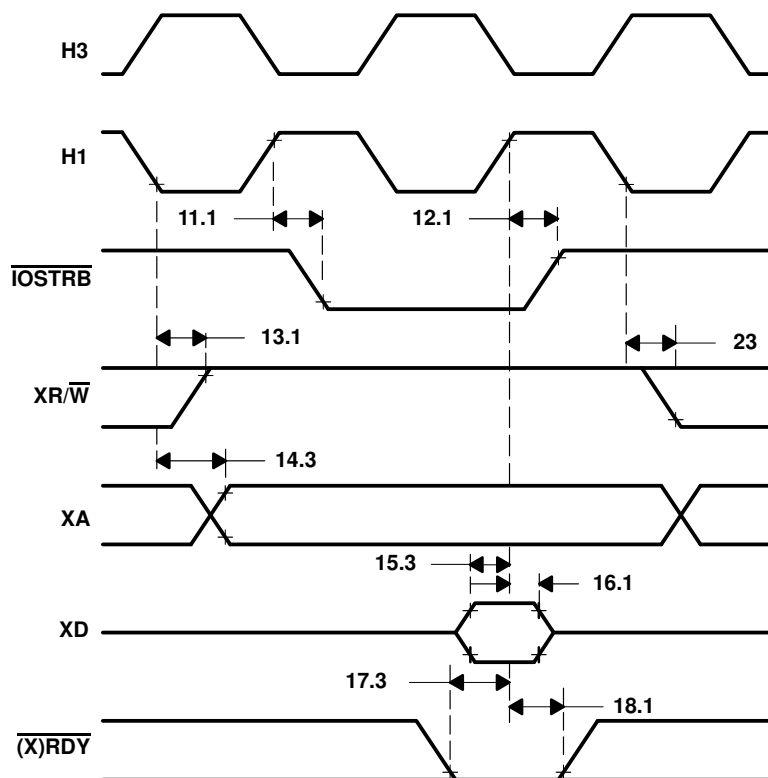 H3
H1
11.1
12.1
IOSTRB
13.1
23
XR/W
14.3
XA
15.3
16.1
XD
17.3
18.1
(X)RDY